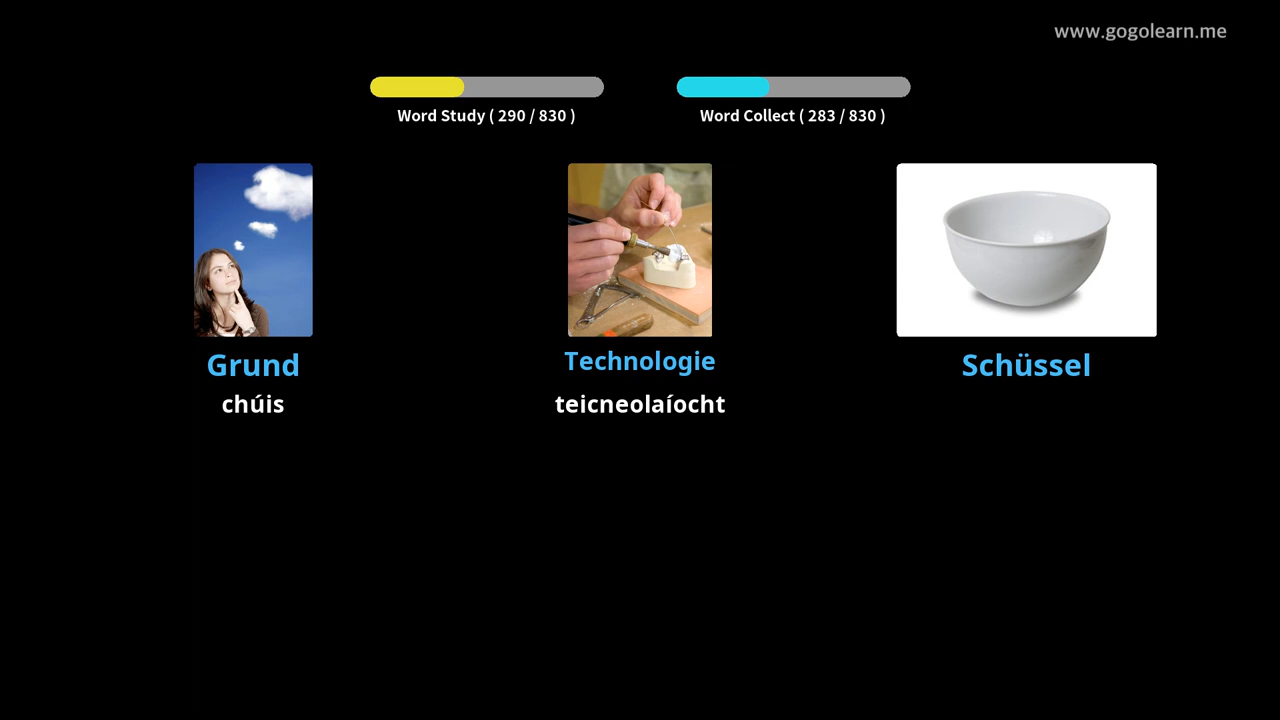 www.gogolearn.me
Word Study ( 290 / 830 )
Word Collect ( 283 / 830 )
Grund
Technologie
Schüssel
chúis
teicneolaíocht